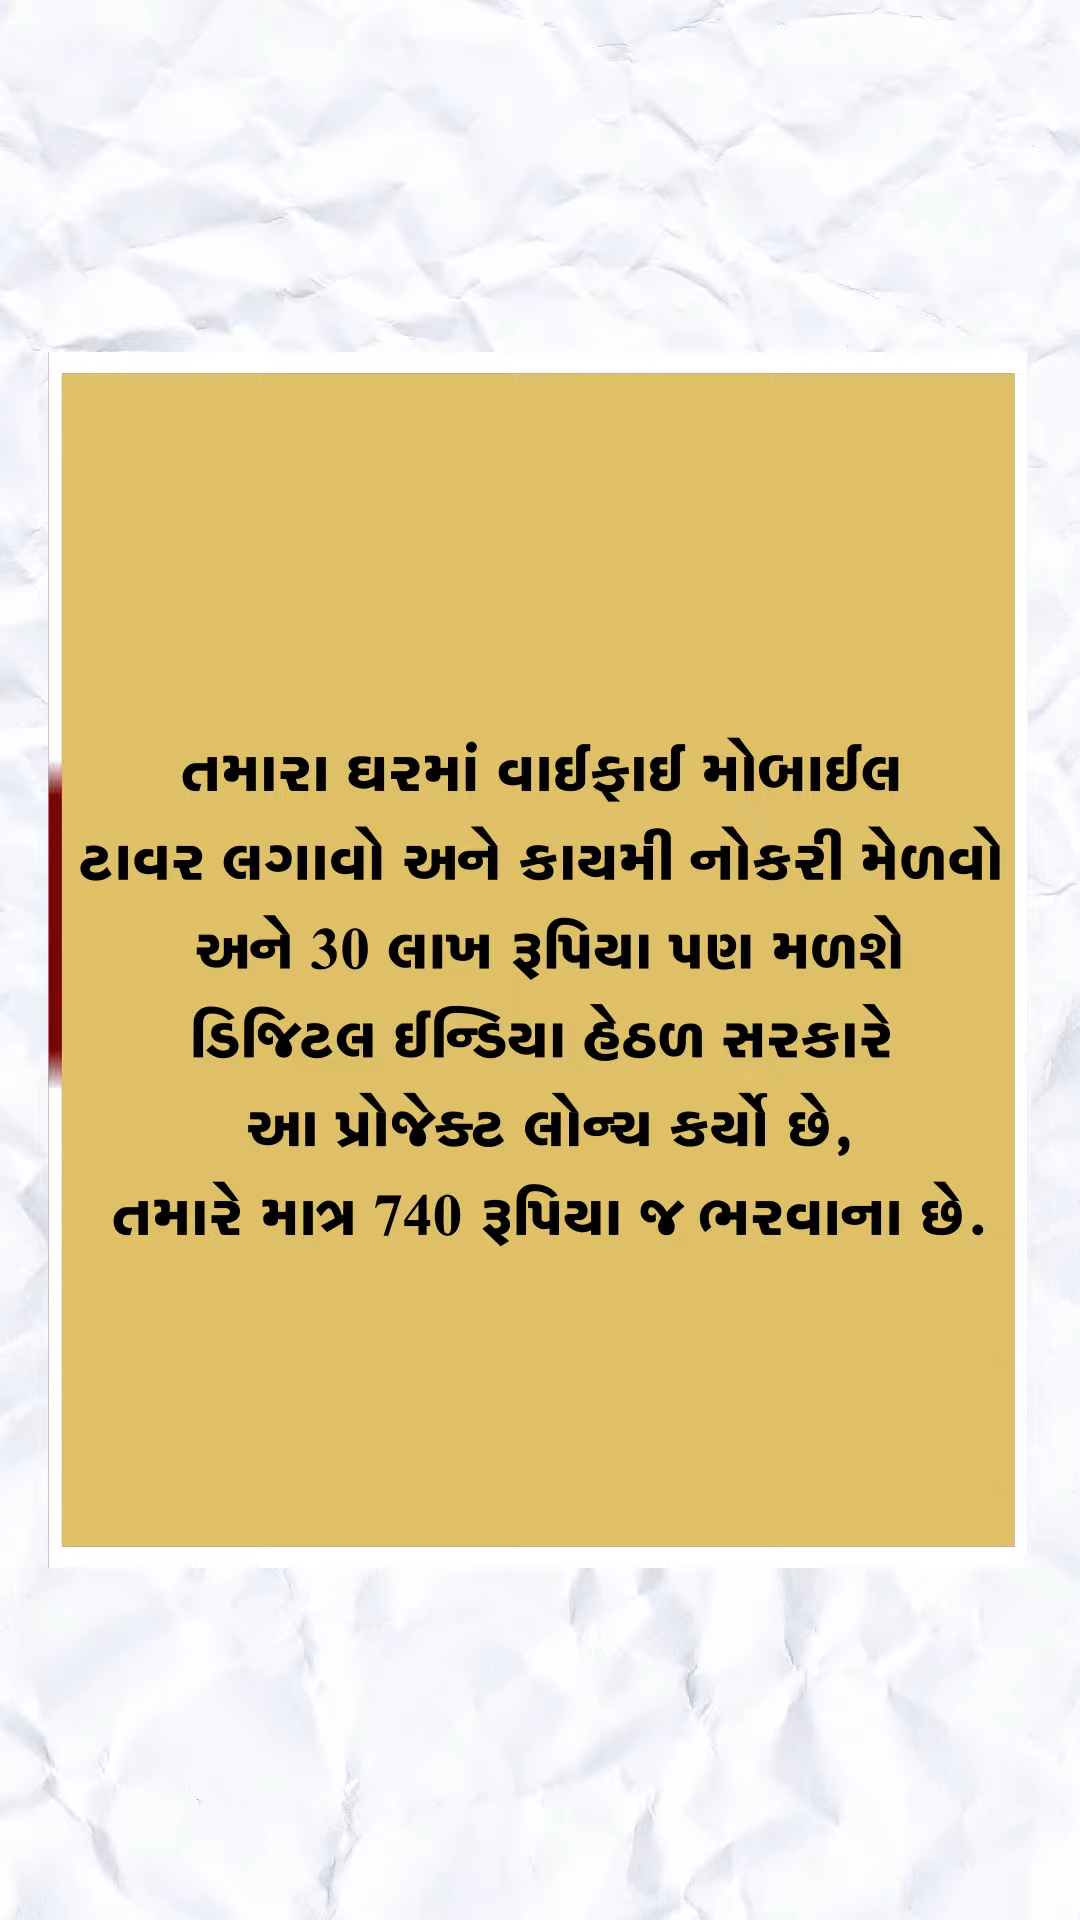 તમારા ઘરમાં વાઈફાઈ મોબાઈલ
ટાવર લગાવો અને કાયમી નોકરી મેળવો
અને 30 લાખ રૂપિયા પણ મળશે
ડિજિટલ ઈન્ડિયા હેઠળ સરકારે
આ પ્રોજેક્ટ લોન્ચ કર્યો છે,
તમારે માત્ર 740 રૂપિયા જ ભરવાના છે.